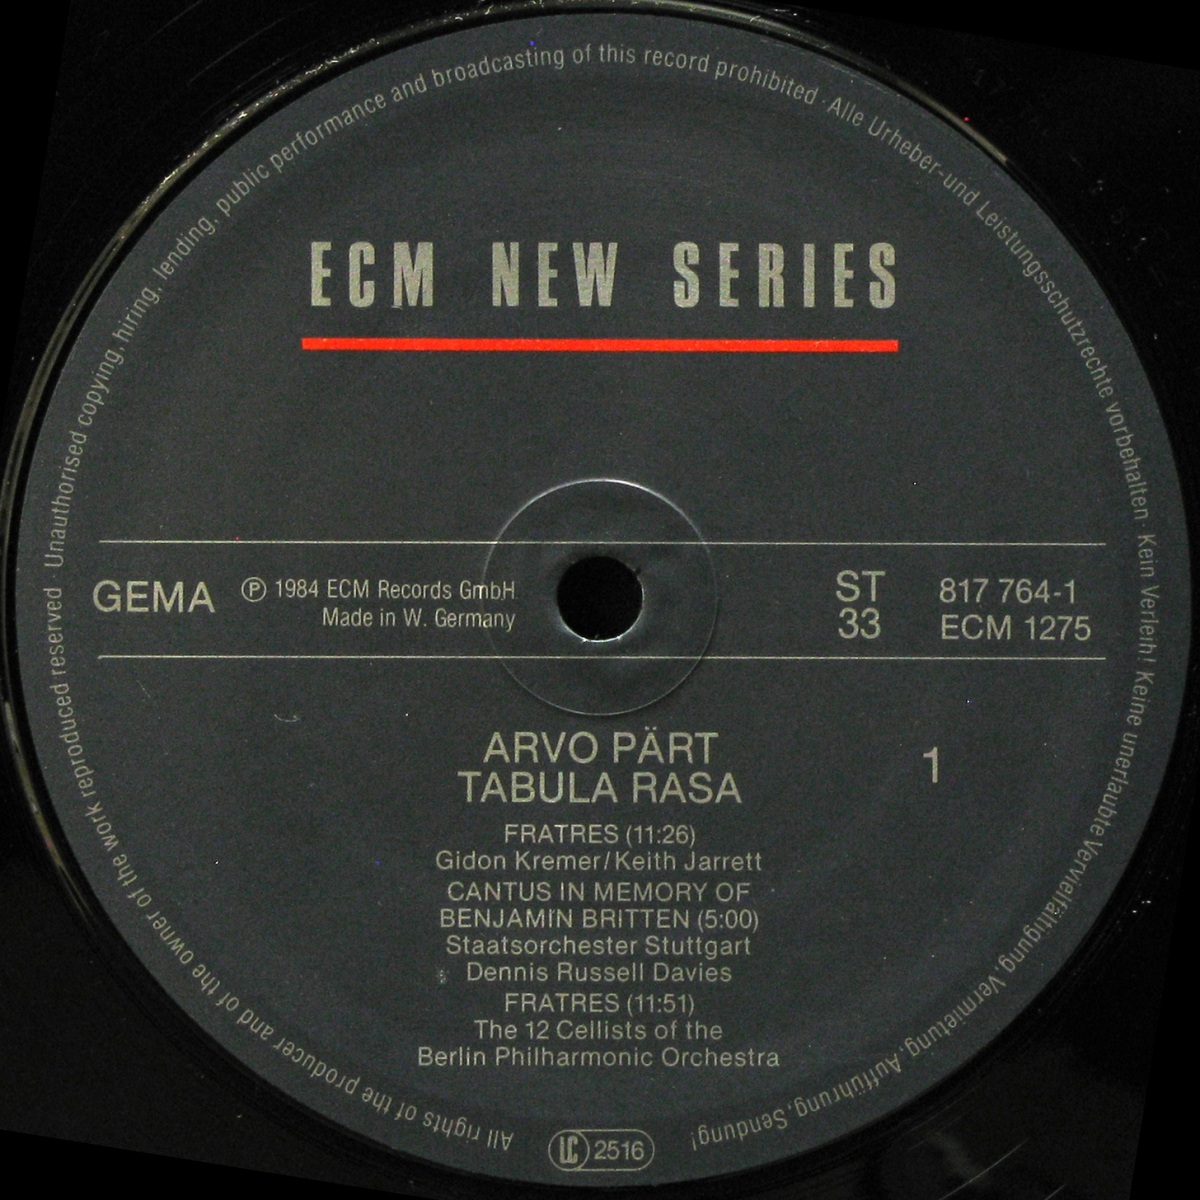 All rights of the producer and of the owner of the work reproduced reserved · Unauthorised copying, hiring, lending, public performance and broadcasting of this record prohibited · Alle Urheber-und Leistungsschutzrechte vorbehalten · Kein Verleih! Keine unerlaubte Vervielfältigung, Vermietung, Aufführung, Sendung!
ECM NEW SERIES
GEMA
℗ 1984 ECM Records GmbH
Made in W. Germany
ST
33
817 764-1
ECM 1275
ARVO PÄRT
TABULA RASA
1
FRATRES (11:26)
Gidon Kremer/Keith Jarrett
CANTUS IN MEMORY OF
BENJAMIN BRITTEN (5:00)
Staatsorchester Stuttgart
Dennis Russell Davies
FRATRES (11:51)
The 12 Cellists of the
Berlin Philharmonic Orchestra
LC 2516